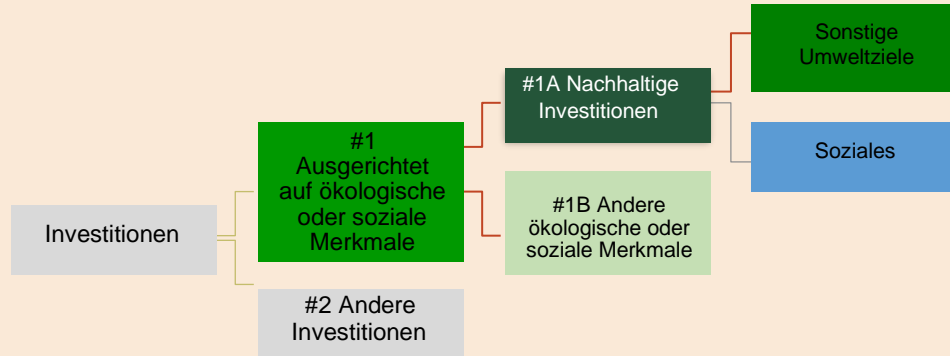 Investitionen
#1
Ausgerichtet
auf ökologische
oder soziale
Merkmale
#2 Andere
Investitionen
#1A Nachhaltige
Investitionen
#1B Andere
ökologische oder
soziale Merkmale
Sonstige
Umweltziele
Soziales